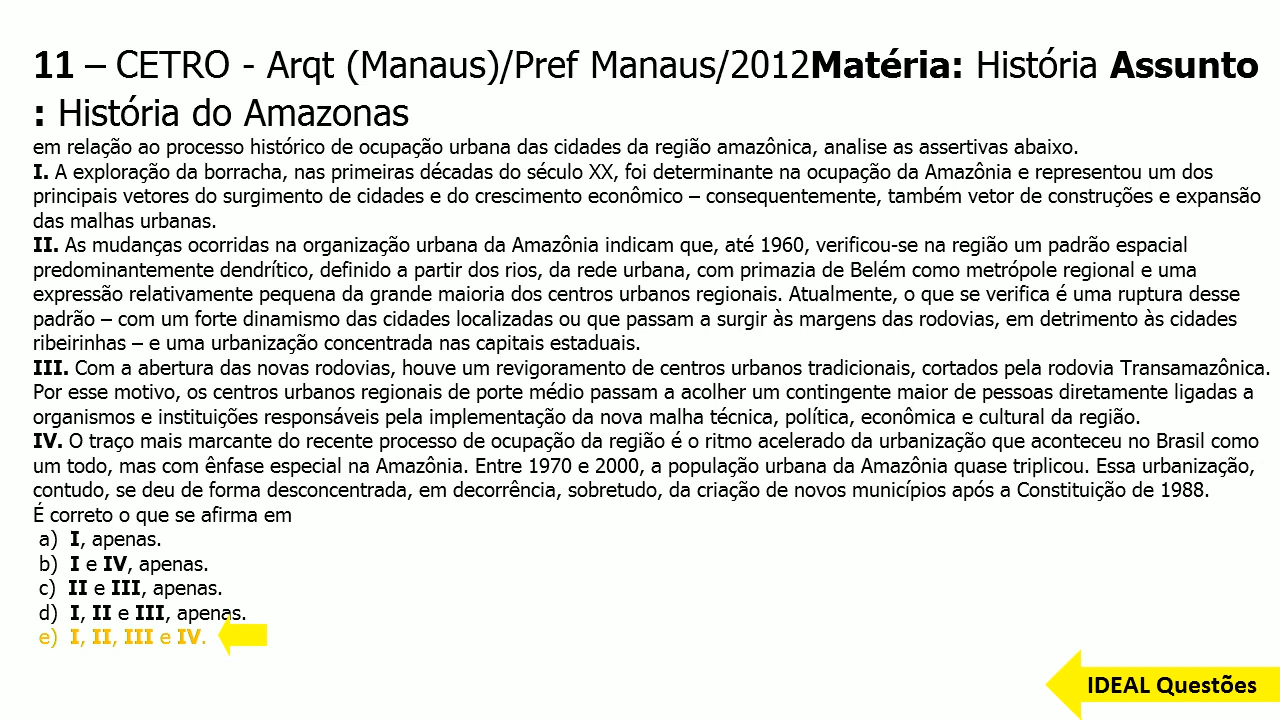 11 – CETRO - Arqt (Manaus)/Pref Manaus/2012Matéria: História Assunto
: História do Amazonas
em relação ao processo histórico de ocupação urbana das cidades da região amazônica, analise as assertivas abaixo.
I. A exploração da borracha, nas primeiras décadas do século XX, foi determinante na ocupação da Amazônia e representou um dos
principais vetores do surgimento de cidades e do crescimento econômico – consequentemente, também vetor de construções e expansão
das malhas urbanas.
II. As mudanças ocorridas na organização urbana da Amazônia indicam que, até 1960, verificou-se na região um padrão espacial
predominantemente dendrítico, definido a partir dos rios, da rede urbana, com primazia de Belém como metrópole regional e uma
expressão relativamente pequena da grande maioria dos centros urbanos regionais. Atualmente, o que se verifica é uma ruptura desse
padrão – com um forte dinamismo das cidades localizadas ou que passam a surgir às margens das rodovias, em detrimento às cidades
ribeirinhas – e uma urbanização concentrada nas capitais estaduais.
III. Com a abertura das novas rodovias, houve um revigoramento de centros urbanos tradicionais, cortados pela rodovia Transamazônica.
Por esse motivo, os centros urbanos regionais de porte médio passam a acolher um contingente maior de pessoas diretamente ligadas a
organismos e instituições responsáveis pela implementação da nova malha técnica, política, econômica e cultural da região.
IV. O traço mais marcante do recente processo de ocupação da região é o ritmo acelerado da urbanização que aconteceu no Brasil como
um todo, mas com ênfase especial na Amazônia. Entre 1970 e 2000, a população urbana da Amazônia quase triplicou. Essa urbanização,
contudo, se deu de forma desconcentrada, em decorrência, sobretudo, da criação de novos municípios após a Constituição de 1988.
É correto o que se afirma em
a) I, apenas.
b) I e IV, apenas.
c) II e III, apenas.
d) I, II e III, apenas.
e) I, II, III e IV.
IDEAL Questões